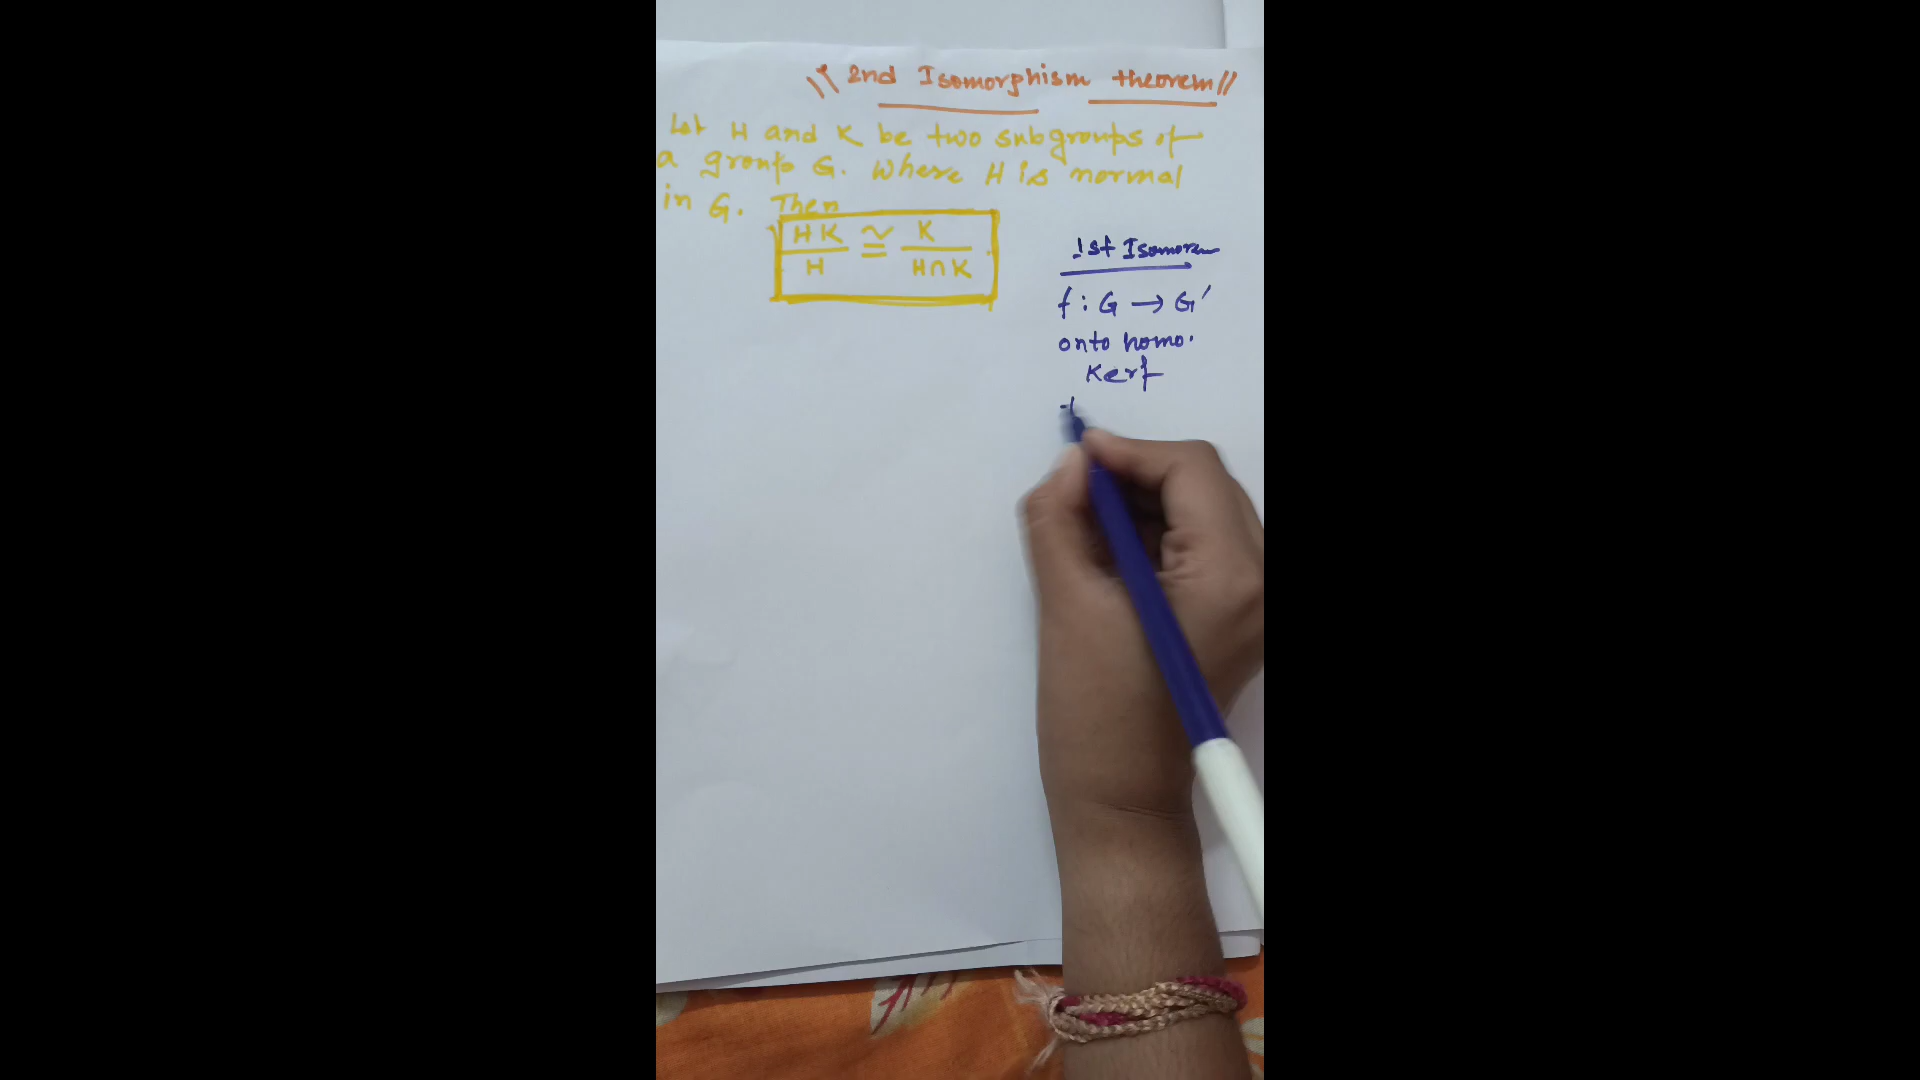 \\ 2nd Isomorphism theorem //
Let H and K be two subgroups of
a group G. Where H is normal
in G. Then
HK/H ≅ K/H∩K
1st Isomor
f : G → G'
onto homo.
Kerf